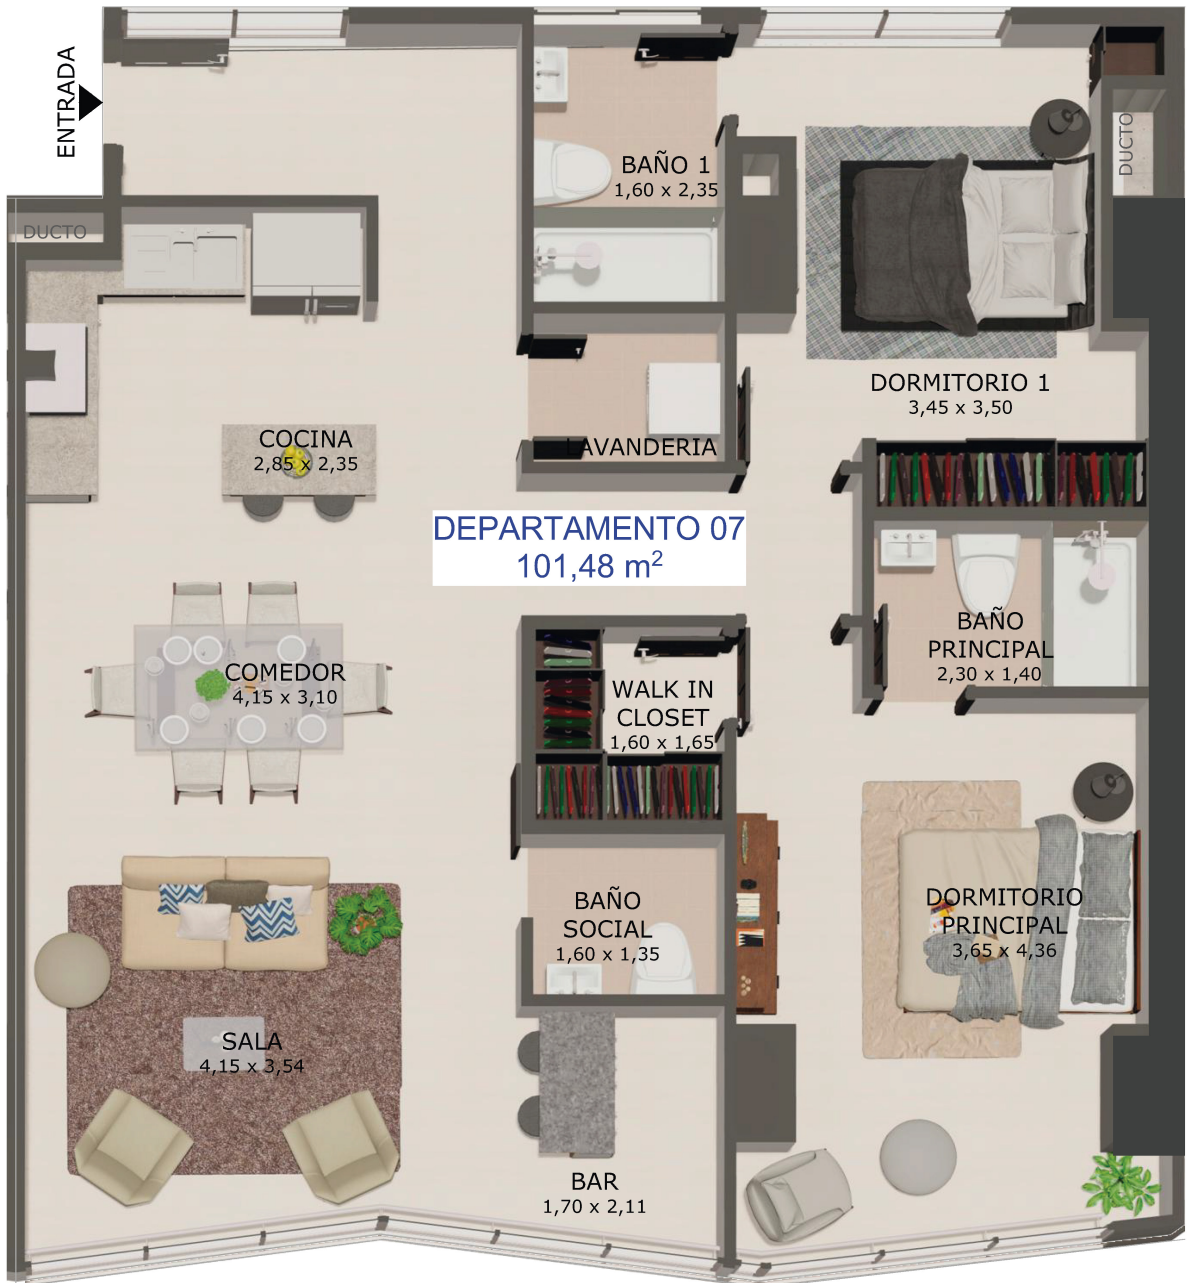 ENTRADA
BAÑO 1
1,60 x 2,35
DUCTO
DUCTO
DORMITORIO 1
3,45 x 3,50
COCINA
2,85 x 2,35
LAVANDERIA
DEPARTAMENTO 07
101,48 m²
BAÑO
PRINCIPAL
2,30 x 1,40
COMEDOR
4,15 x 3,10
WALK IN
CLOSET
1,60 x 1,65
BAÑO
SOCIAL
1,60 x 1,35
DORMITORIO
PRINCIPAL
3,65 x 4,36
SALA
4,15 x 3,54
BAR
1,70 x 2,11